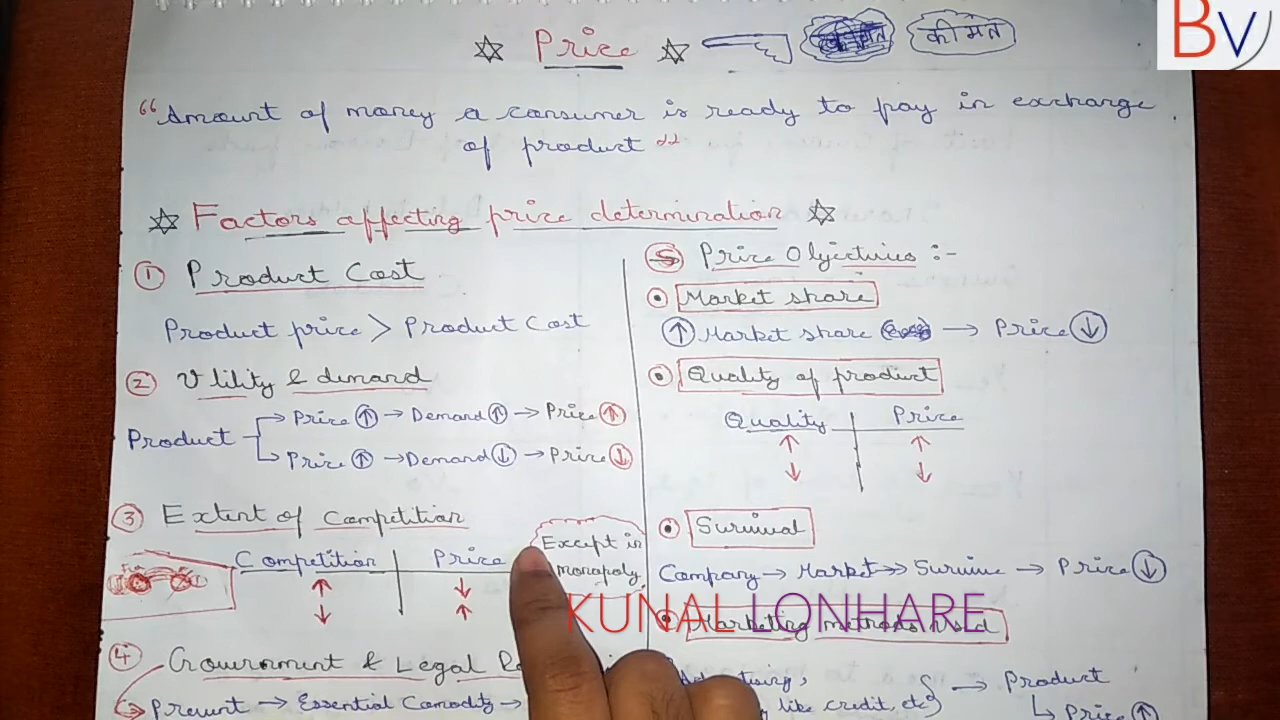 ☆ Price ☆ कीमत कीमत
BV
"Amount of money a consumer is ready to pay in exchange
of product"
☆ Factors affecting price determination ☆
① Product Cost
Product price > Product Cost
② Utility & demand
Product
→ Price ↑ → Demand ↑ → Price ↑
→ Price ↑ → Demand ↓ → Price ↓
③ Extent of Competition
Competition | Price
↑ ↓
↓ ↑
Except in
monopoly
④ Government & Legal
→ Prevent → Essential Comodity →
5 Price Objectives :-
• Market share
↑ Market share → Price ↓
• Quality of product
Quality | Price
↑ ↑
↓ ↓
• Survival
Company → Market → Survive → Price ↓
KUNAL LONHARE
• Marketing methods Used
like credit, etc → Product
↳ Price ↑